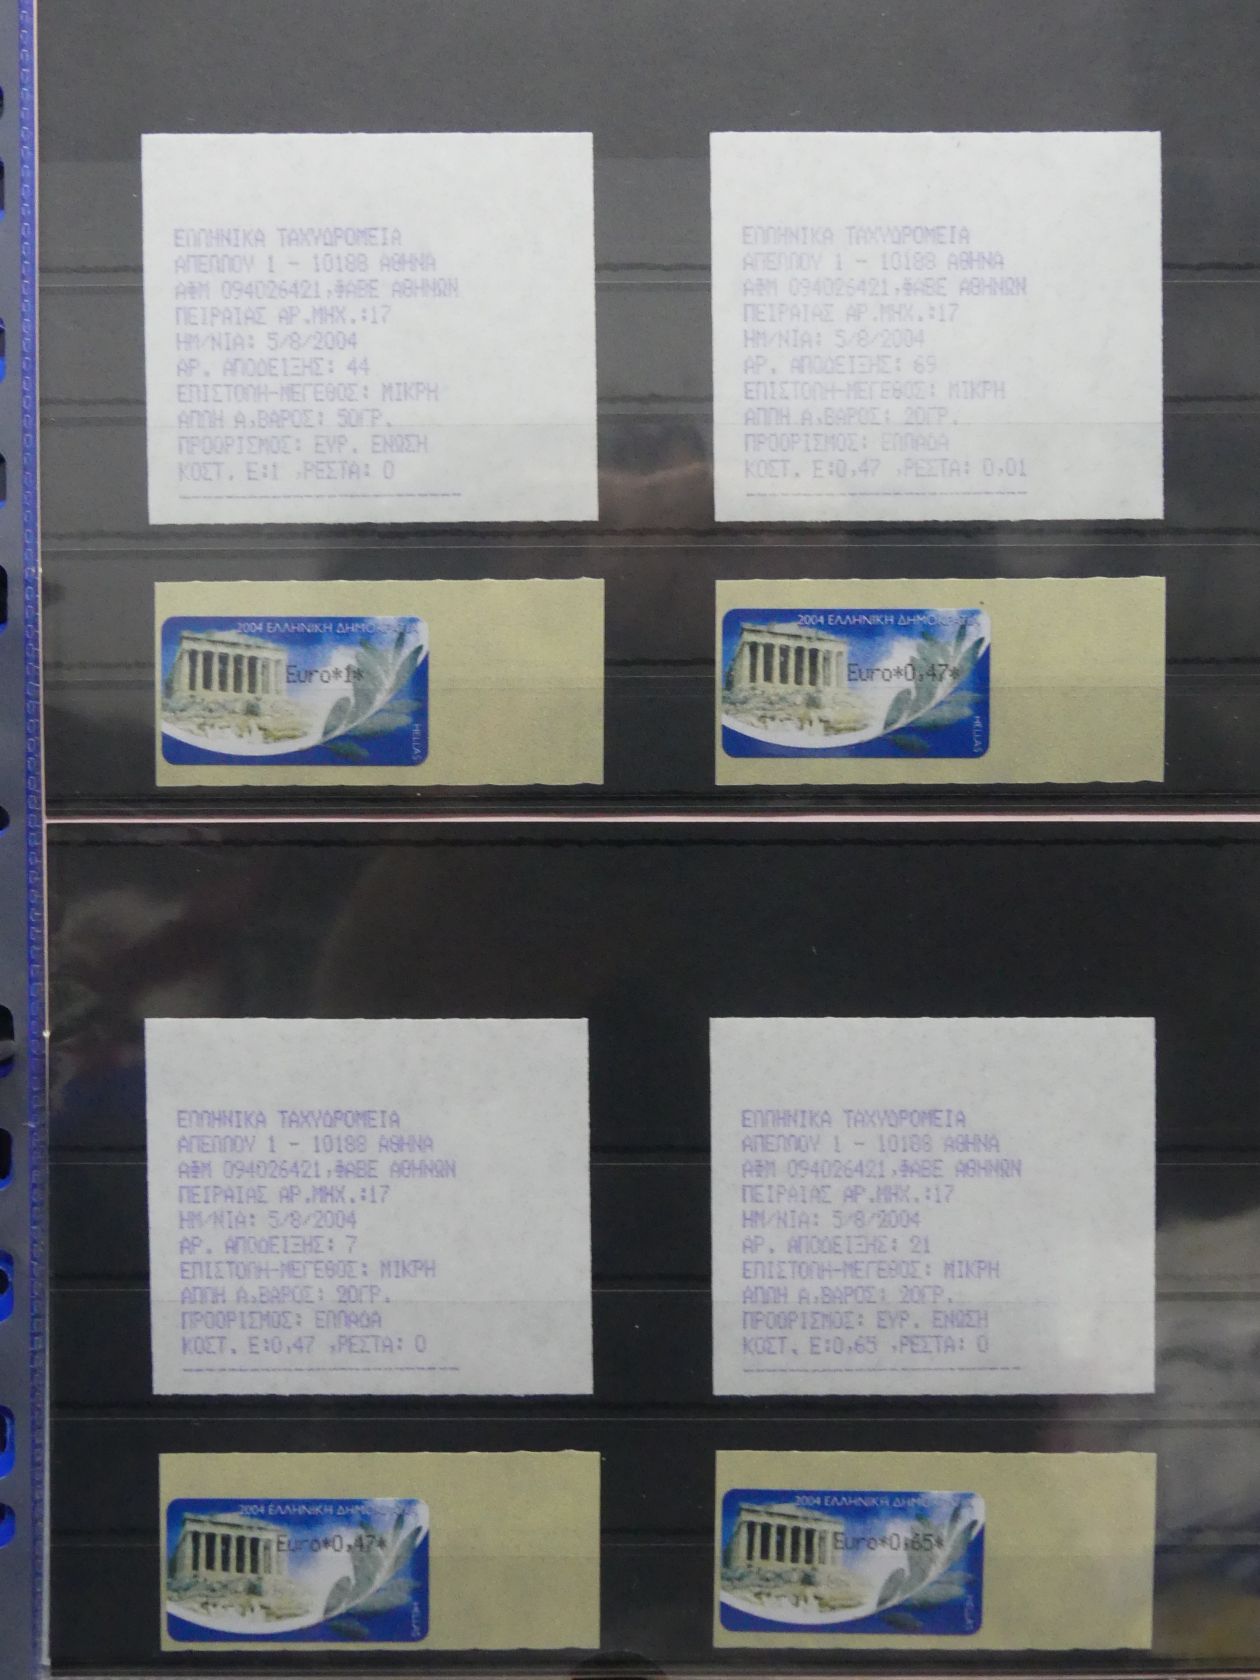 ΕΛΛΗΝΙΚΑ ΤΑΧΥΔΡΟΜΕΙΑ
ΑΠΕΛΛΟΥ 1 - 10188 ΑΘΗΝΑ
ΑΦΜ 094026421,ΦΑΒΕ ΑΘΗΝΩΝ
ΠΕΙΡΑΙΑΣ ΑΡ.ΜΗΧ.:17
ΗΜ/ΝΙΑ: 5/8/2004
ΑΡ. ΑΠΟΔΕΙΞΗΣ: 44
ΕΠΙΣΤΟΛΗ-ΜΕΓΕΘΟΣ: ΜΙΚΡΗ
ΑΠΛΗ Α,ΒΑΡΟΣ: 50ΓΡ.
ΠΡΟΟΡΙΣΜΟΣ: ΕΥΡ. ΕΝΩΣΗ
ΚΟΣΤ. Ε:1 ,ΡΕΣΤΑ: 0
2004 ΕΛΛΗΝΙΚΗ ΔΗΜΟΚΡΑΤΙΑ
Euro*1*
HELLAS
ΕΛΛΗΝΙΚΑ ΤΑΧΥΔΡΟΜΕΙΑ
ΑΠΕΛΛΟΥ 1 - 10188 ΑΘΗΝΑ
ΑΦΜ 094026421,ΦΑΒΕ ΑΘΗΝΩΝ
ΠΕΙΡΑΙΑΣ ΑΡ.ΜΗΧ.:17
ΗΜ/ΝΙΑ: 5/8/2004
ΑΡ. ΑΠΟΔΕΙΞΗΣ: 69
ΕΠΙΣΤΟΛΗ-ΜΕΓΕΘΟΣ: ΜΙΚΡΗ
ΑΠΛΗ Α,ΒΑΡΟΣ: 20ΓΡ.
ΠΡΟΟΡΙΣΜΟΣ: ΕΛΛΑΔΑ
ΚΟΣΤ. Ε:0,47 ,ΡΕΣΤΑ: 0,01
2004 ΕΛΛΗΝΙΚΗ ΔΗΜΟΚΡΑΤΙΑ
Euro*0,47*
HELLAS
ΕΛΛΗΝΙΚΑ ΤΑΧΥΔΡΟΜΕΙΑ
ΑΠΕΛΛΟΥ 1 - 10188 ΑΘΗΝΑ
ΑΦΜ 094026421,ΦΑΒΕ ΑΘΗΝΩΝ
ΠΕΙΡΑΙΑΣ ΑΡ.ΜΗΧ.:17
ΗΜ/ΝΙΑ: 5/8/2004
ΑΡ. ΑΠΟΔΕΙΞΗΣ: 7
ΕΠΙΣΤΟΛΗ-ΜΕΓΕΘΟΣ: ΜΙΚΡΗ
ΑΠΛΗ Α,ΒΑΡΟΣ: 20ΓΡ.
ΠΡΟΟΡΙΣΜΟΣ: ΕΛΛΑΔΑ
ΚΟΣΤ. Ε:0,47 ,ΡΕΣΤΑ: 0
2004 ΕΛΛΗΝΙΚΗ ΔΗΜΟΚΡΑΤΙΑ
Euro*0,47*
HELLAS
ΕΛΛΗΝΙΚΑ ΤΑΧΥΔΡΟΜΕΙΑ
ΑΠΕΛΛΟΥ 1 - 10188 ΑΘΗΝΑ
ΑΦΜ 094026421,ΦΑΒΕ ΑΘΗΝΩΝ
ΠΕΙΡΑΙΑΣ ΑΡ.ΜΗΧ.:17
ΗΜ/ΝΙΑ: 5/8/2004
ΑΡ. ΑΠΟΔΕΙΞΗΣ: 21
ΕΠΙΣΤΟΛΗ-ΜΕΓΕΘΟΣ: ΜΙΚΡΗ
ΑΠΛΗ Α,ΒΑΡΟΣ: 20ΓΡ.
ΠΡΟΟΡΙΣΜΟΣ: ΕΥΡ. ΕΝΩΣΗ
ΚΟΣΤ. Ε:0,65 ,ΡΕΣΤΑ: 0
2004 ΕΛΛΗΝΙΚΗ ΔΗΜΟΚΡΑΤΙΑ
Euro*0,65*
HELLAS